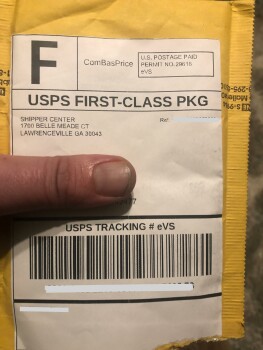 F
ComBasPrice
U.S. POSTAGE PAID
PERMIT NO. 29616
eVS
USPS FIRST-CLASS PKG
SHIPPER CENTER
1700 BELLE MEADE CT
LAWRENCEVILLE GA 30043
Ref
USPS TRACKING # eVS